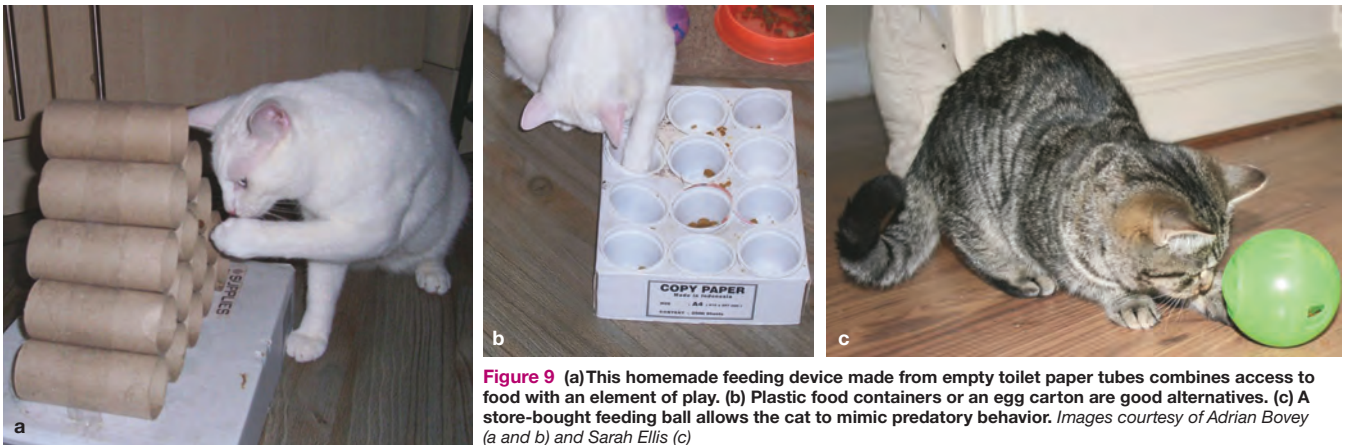 SUPPLIES
a
COPY PAPER
Made in Indonesia
A4
b
c
Figure 9 (a) This homemade feeding device made from empty toilet paper tubes combines access to
food with an element of play. (b) Plastic food containers or an egg carton are good alternatives. (c) A
store-bought feeding ball allows the cat to mimic predatory behavior. Images courtesy of Adrian Bovey
(a and b) and Sarah Ellis (c)